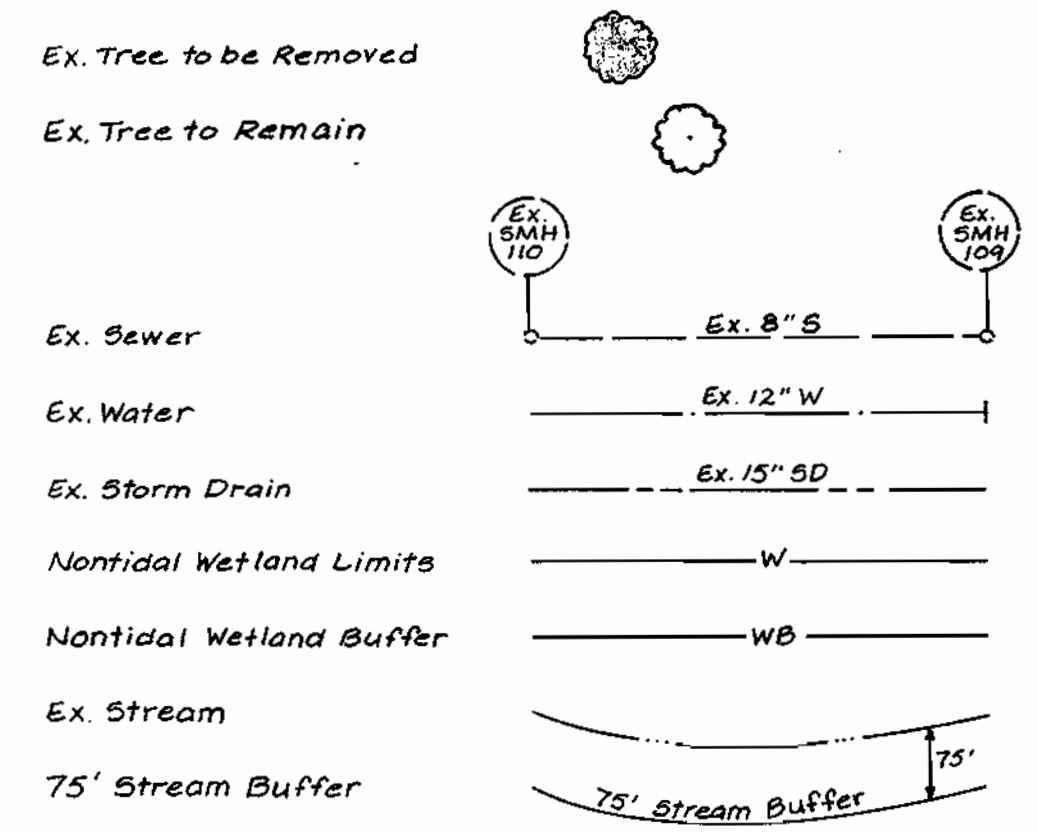 Ex. Tree to be Removed
Ex. Tree to Remain
Ex.
SMH
110
Ex.
SMH
109
Ex. Sewer
Ex. 8" S
Ex. Water
Ex. 12" W
Ex. Storm Drain
Ex. 15" SD
Nontidal Wetland Limits
W
Nontidal Wetland Buffer
WB
Ex. Stream
75'
75' Stream Buffer
75' Stream Buffer